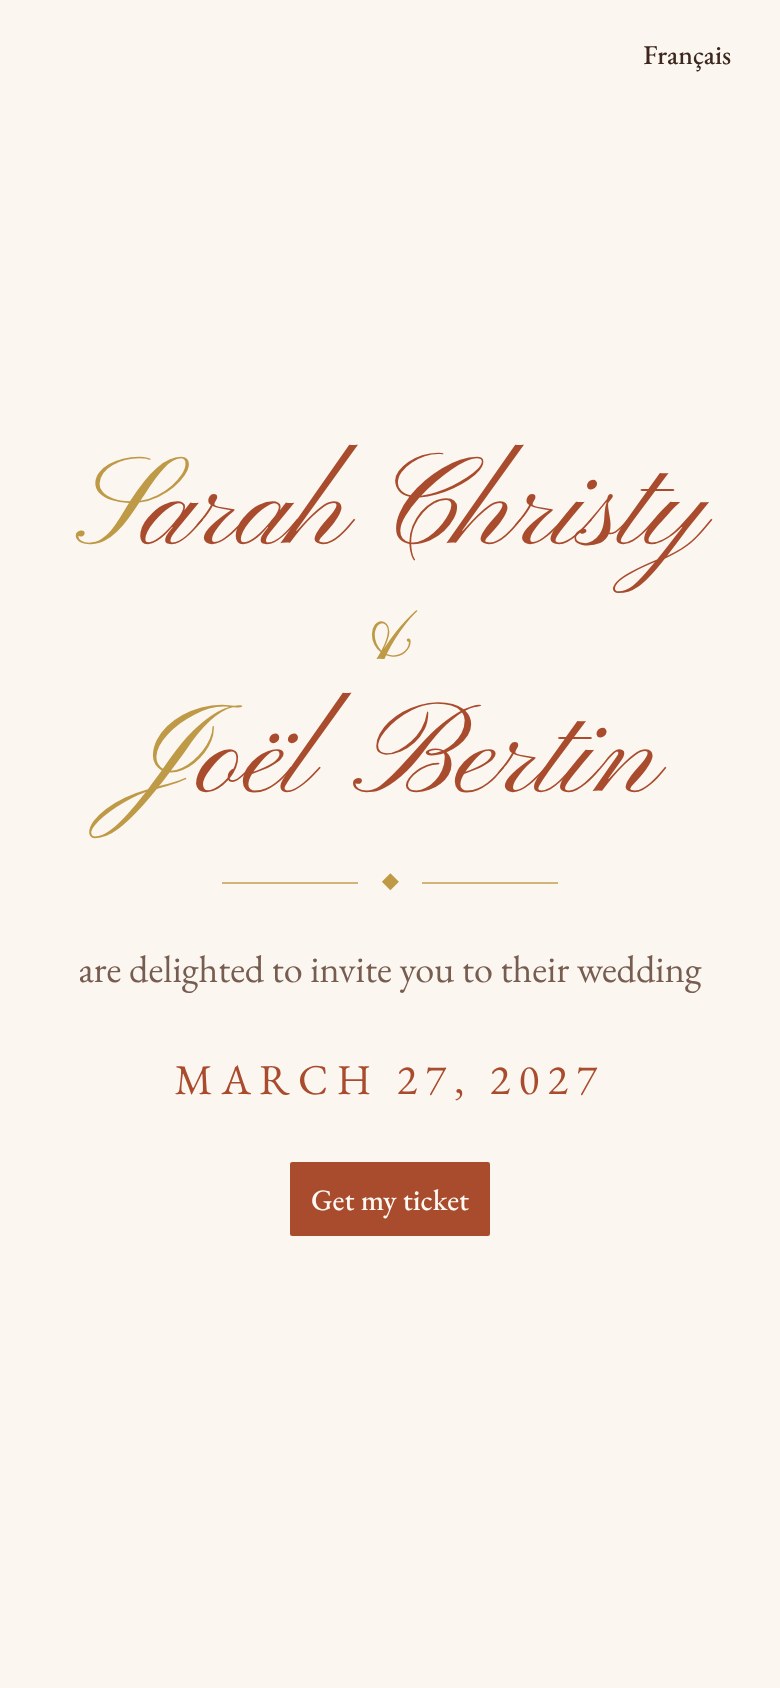 Français
Sarah Christy
&
Joël Bertin
are delighted to invite you to their wedding
MARCH 27, 2027
Get my ticket